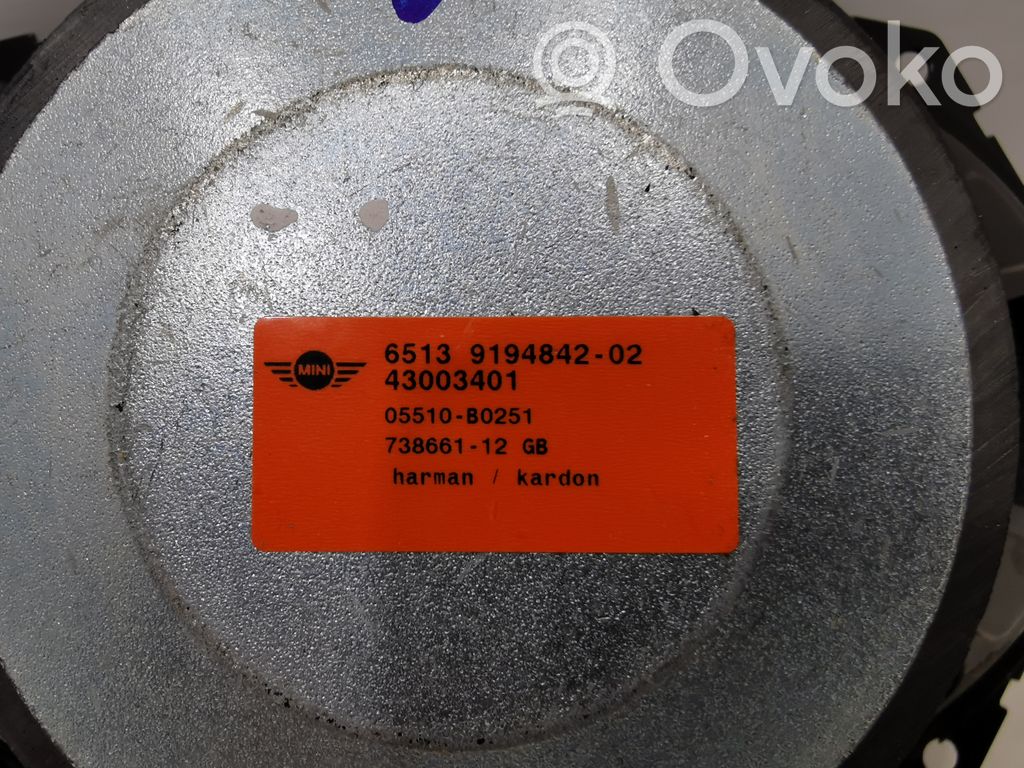 Ovoko
MINI
6513 9194842-02
43003401
05510-B0251
738661-12 GB
harman / kardon